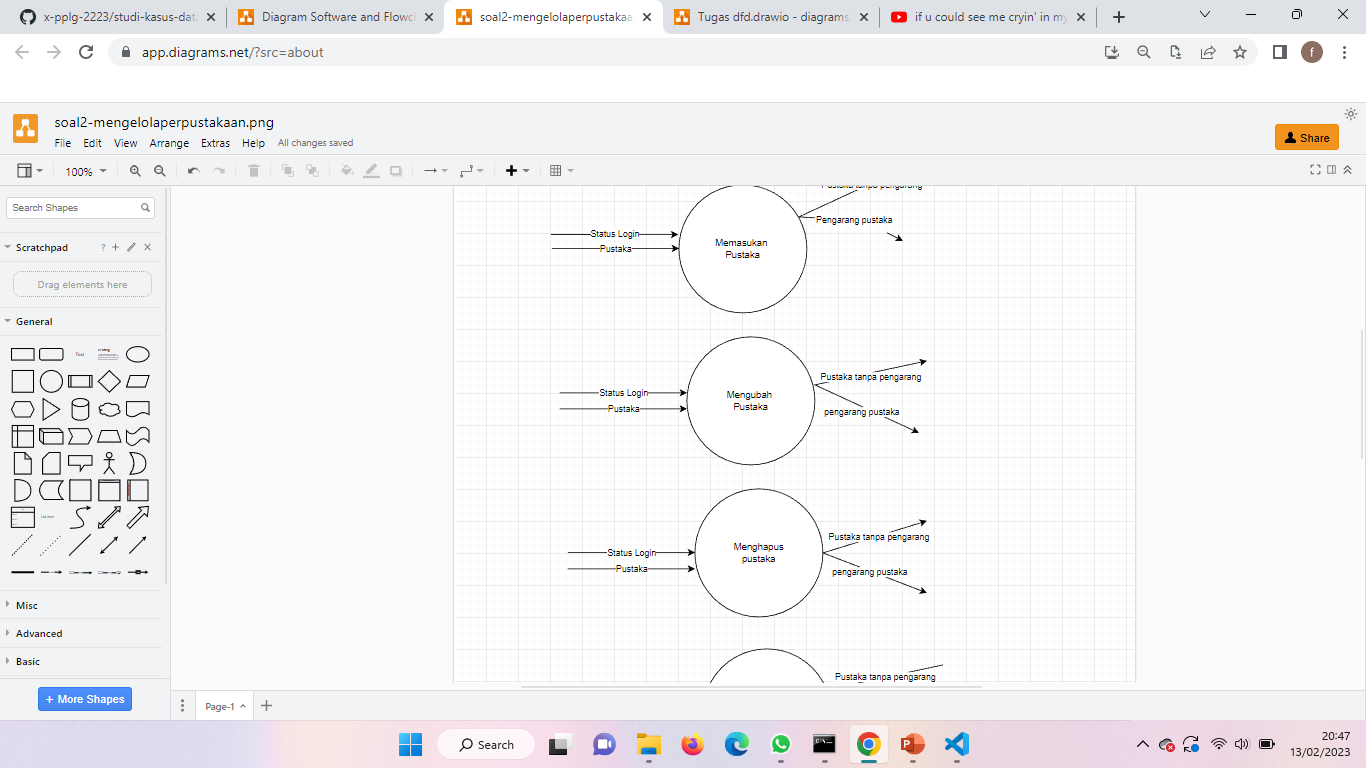 x-pplg-2223/studi-kasus-dat
Diagram Software and Flowc
soal2-mengelolaperpustakaa
Tugas dfd.drawio - diagrams
if u could see me cryin' in my
app.diagrams.net/?src=about
f
soal2-mengelolaperpustakaan.png
File Edit View Arrange Extras Help All changes saved
Share
100%
Search Shapes
Scratchpad
?
Drag elements here
General
Text
Misc
Advanced
Basic
+ More Shapes
Pustaka tanpa pengarang
Pengarang pustaka
Status Login
Pustaka
Memasukan
Pustaka
Status Login
Pustaka
Mengubah
Pustaka
Pustaka tanpa pengarang
pengarang pustaka
Status Login
Pustaka
Menghapus
pustaka
Pustaka tanpa pengarang
pengarang pustaka
Pustaka tanpa pengarang
Page-1
Search
20:47
13/02/2023